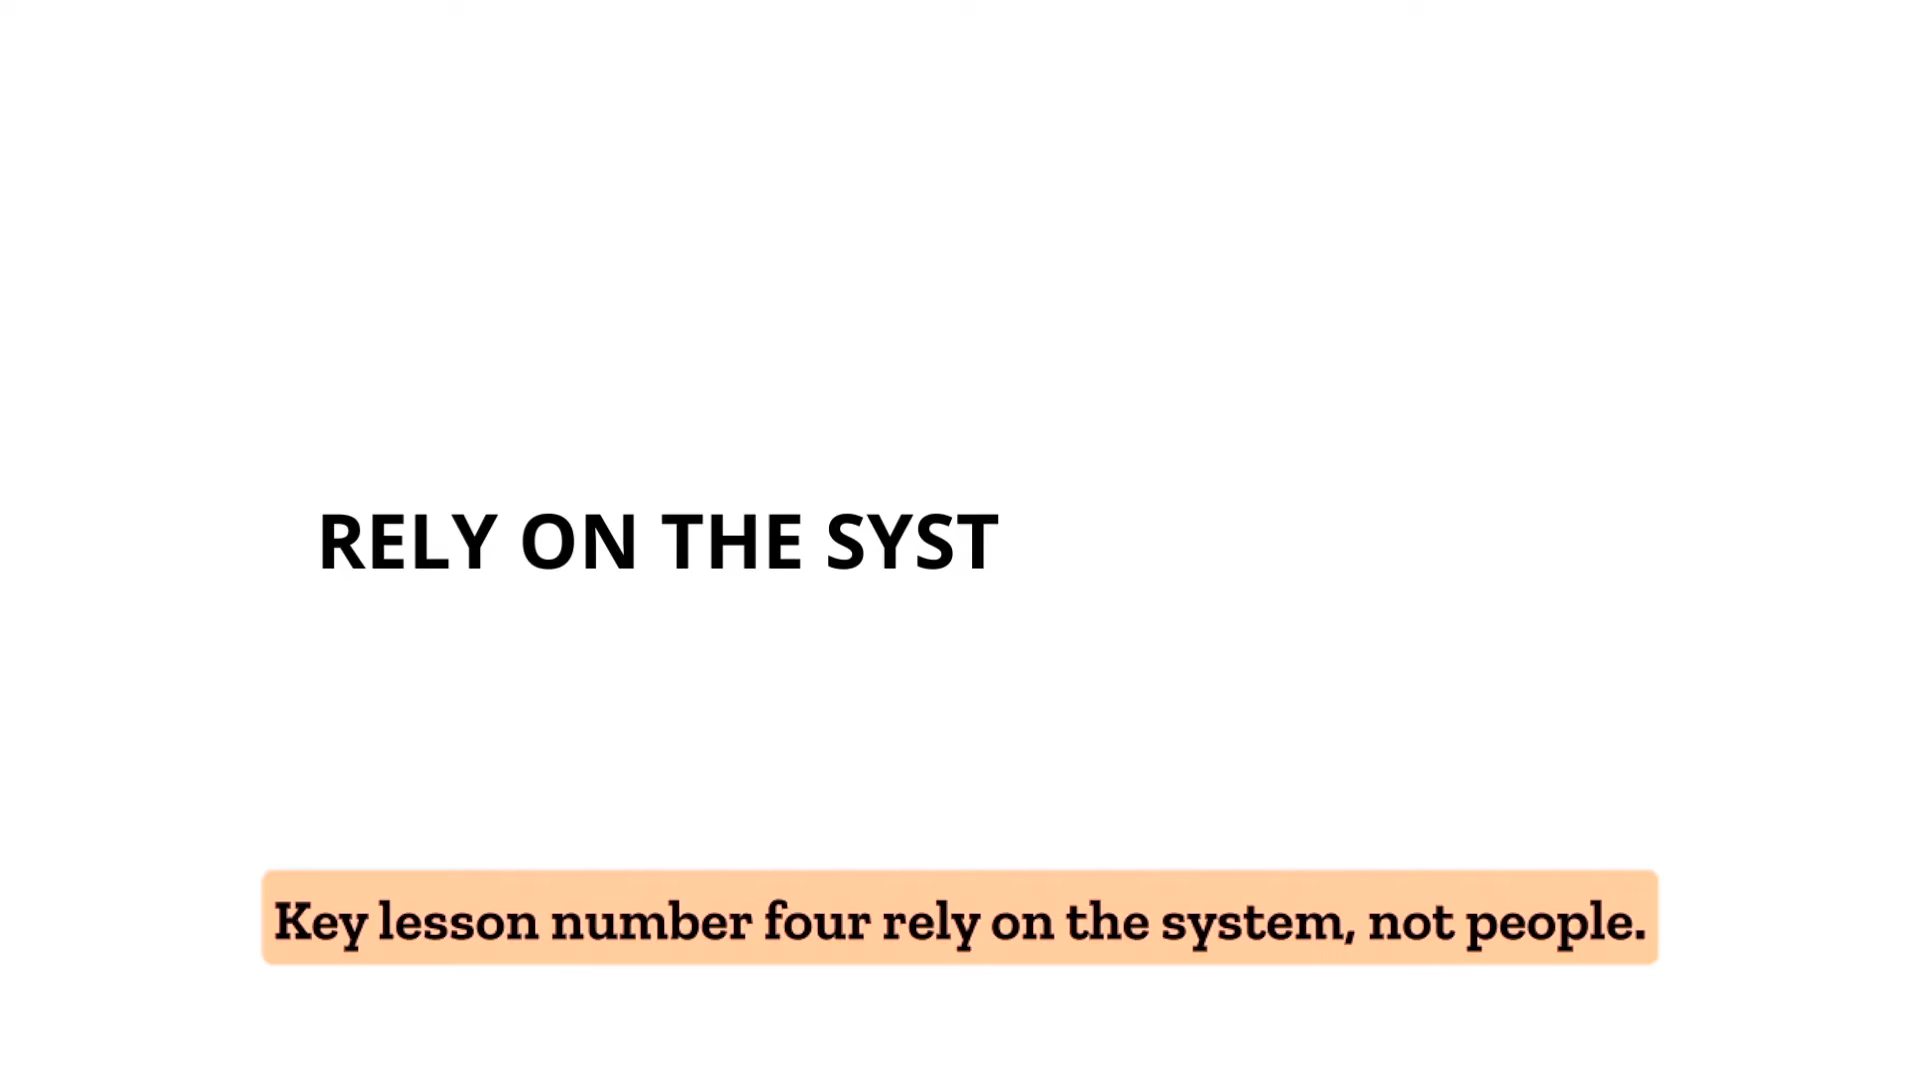 RELY ON THE SYST
Key lesson number four rely on the system, not people.